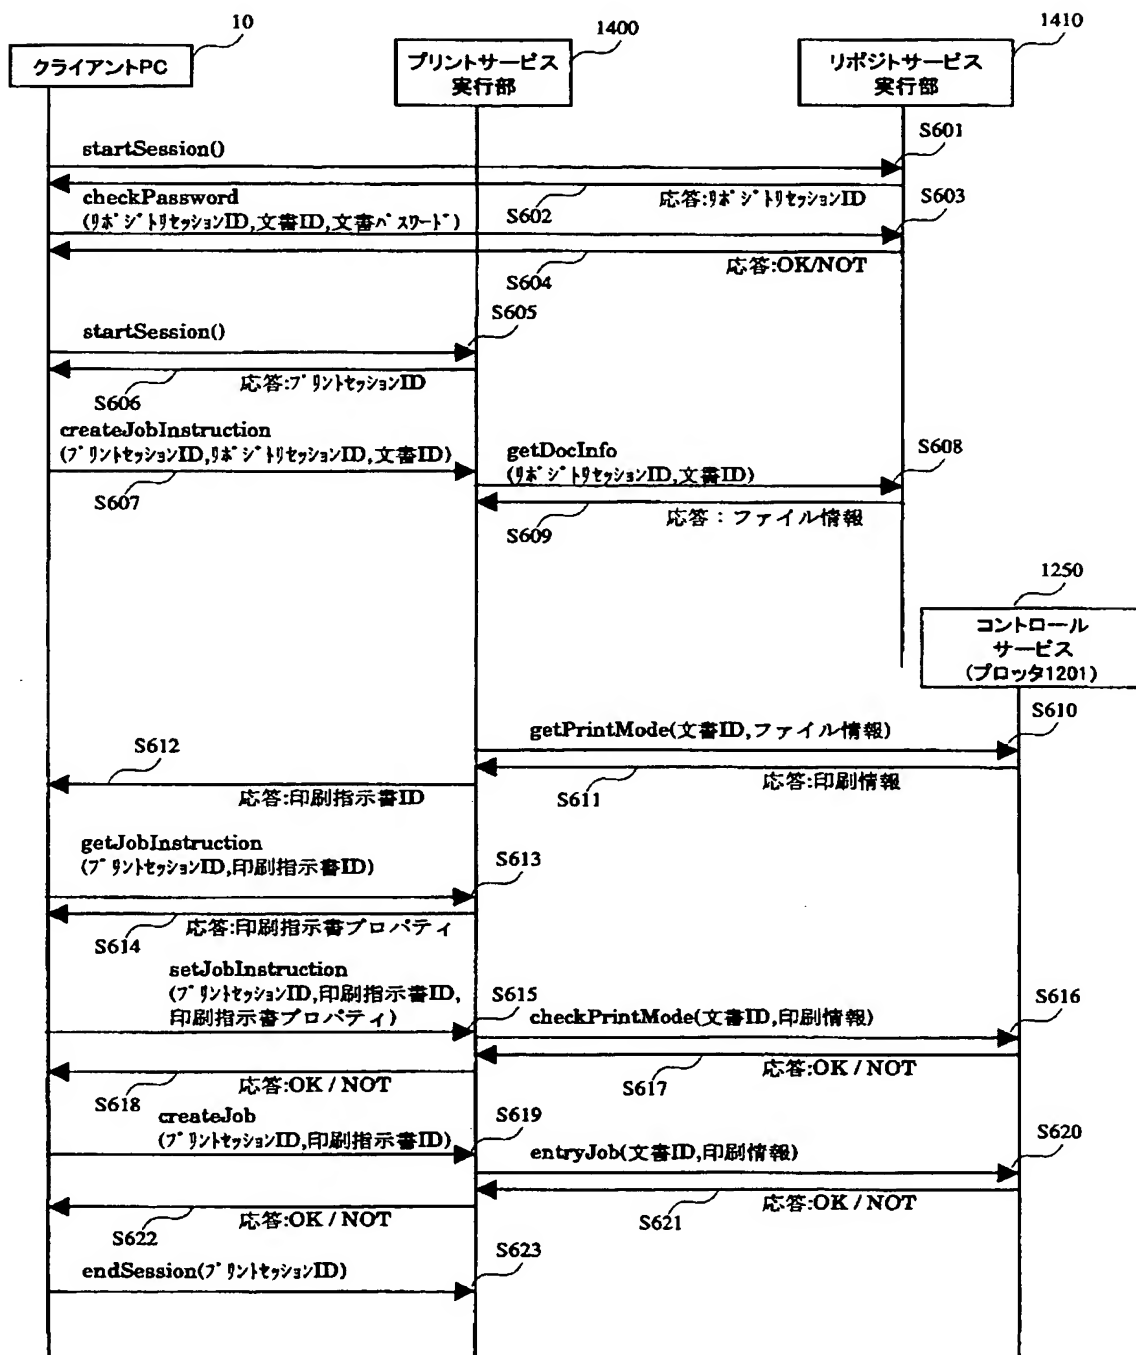 10
1400
1410
クライアントPC
プリントサービス
実行部
リポジトサービス
実行部
S601
startSession()
checkPassword
(ﾘﾎﾟｼﾞﾄﾘｾｯｼｮﾝID,文書ID,文書ﾊﾟｽﾜｰﾄﾞ)
S602
応答:ﾘﾎﾟｼﾞﾄﾘｾｯｼｮﾝID
S603
応答:OK/NOT
S604
S605
startSession()
応答:ﾌﾟﾘﾝﾄｾｯｼｮﾝID
S606
createJobInstruction
(ﾌﾟﾘﾝﾄｾｯｼｮﾝID,ﾘﾎﾟｼﾞﾄﾘｾｯｼｮﾝID,文書ID)
S607
getDocInfo
(ﾘﾎﾟｼﾞﾄﾘｾｯｼｮﾝID,文書ID)
S608
応答：ファイル情報
S609
1250
コントロール
サービス
(プロッタ1201)
S610
getPrintMode(文書ID,ファイル情報)
S612
応答:印刷情報
S611
応答:印刷指示書ID
getJobInstruction
(ﾌﾟﾘﾝﾄｾｯｼｮﾝID,印刷指示書ID)
S613
応答:印刷指示書プロパティ
S614
setJobInstruction
(ﾌﾟﾘﾝﾄｾｯｼｮﾝID,印刷指示書ID,
印刷指示書プロパティ)
S615
checkPrintMode(文書ID,印刷情報)
S616
応答:OK / NOT
S617
応答:OK / NOT
S618
createJob
(ﾌﾟﾘﾝﾄｾｯｼｮﾝID,印刷指示書ID)
S619
entryJob(文書ID,印刷情報)
S620
応答:OK / NOT
S621
応答:OK / NOT
S622
S623
endSession(ﾌﾟﾘﾝﾄｾｯｼｮﾝID)